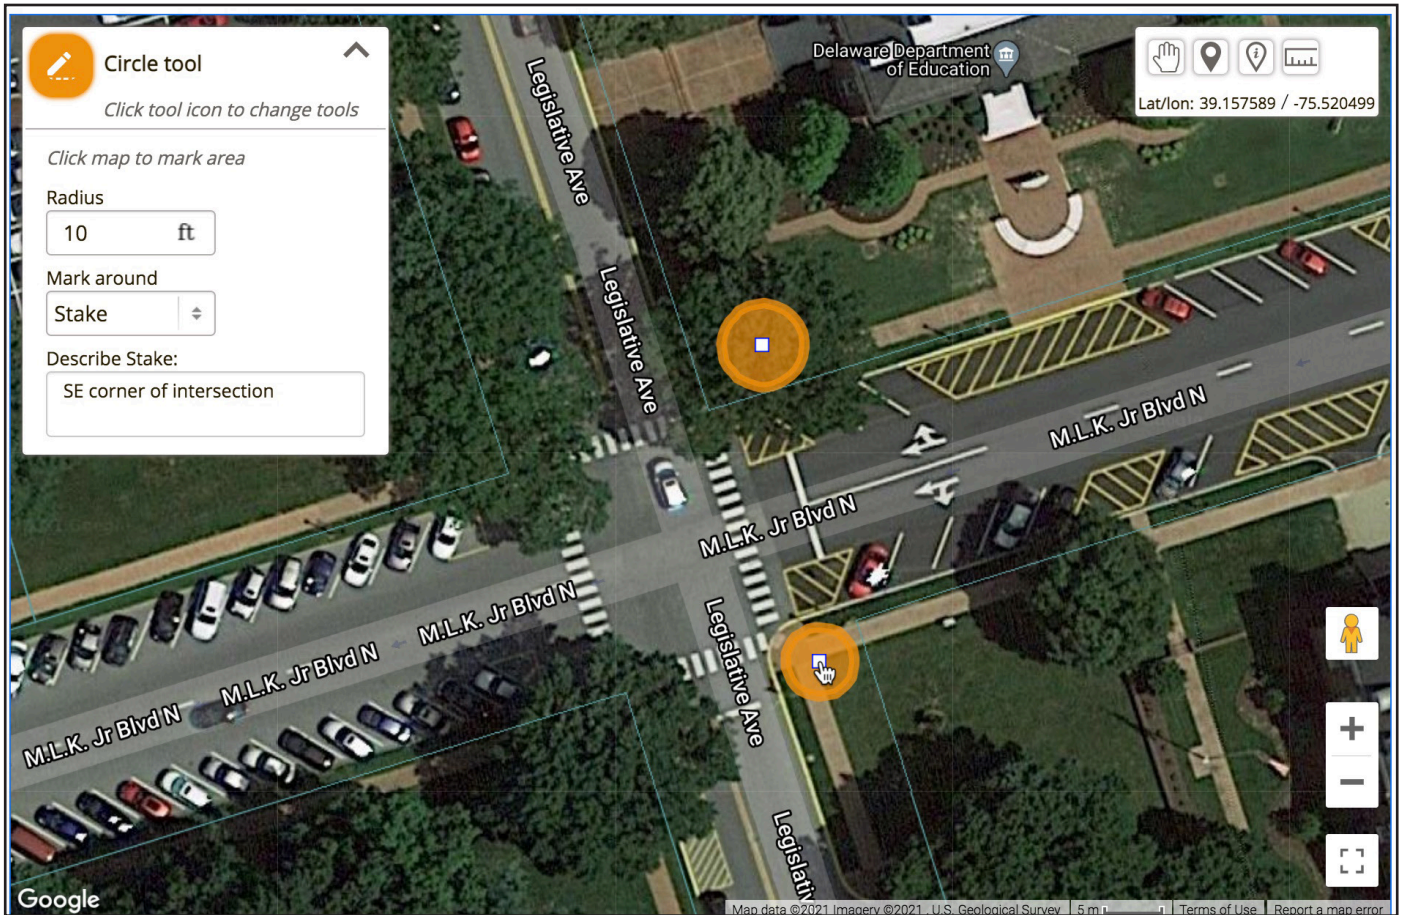 Circle tool
Click tool icon to change tools
Click map to mark area
Radius
10 ft
Mark around
Stake
Describe Stake:
SE corner of intersection
Legislative Ave
Delaware Department
of Education
Lat/lon: 39.157589 / -75.520499
Legislative Ave
M.L.K. Jr Blvd N
M.L.K. Jr Blvd N
M.L.K. Jr Blvd N
M.L.K. Jr Blvd N
M.L.K. Jr Blvd N
Legislative Ave
Legislativ
Google
Map data ©2021 Imagery ©2021 , U.S. Geological Survey
5 m
Terms of Use
Report a map error